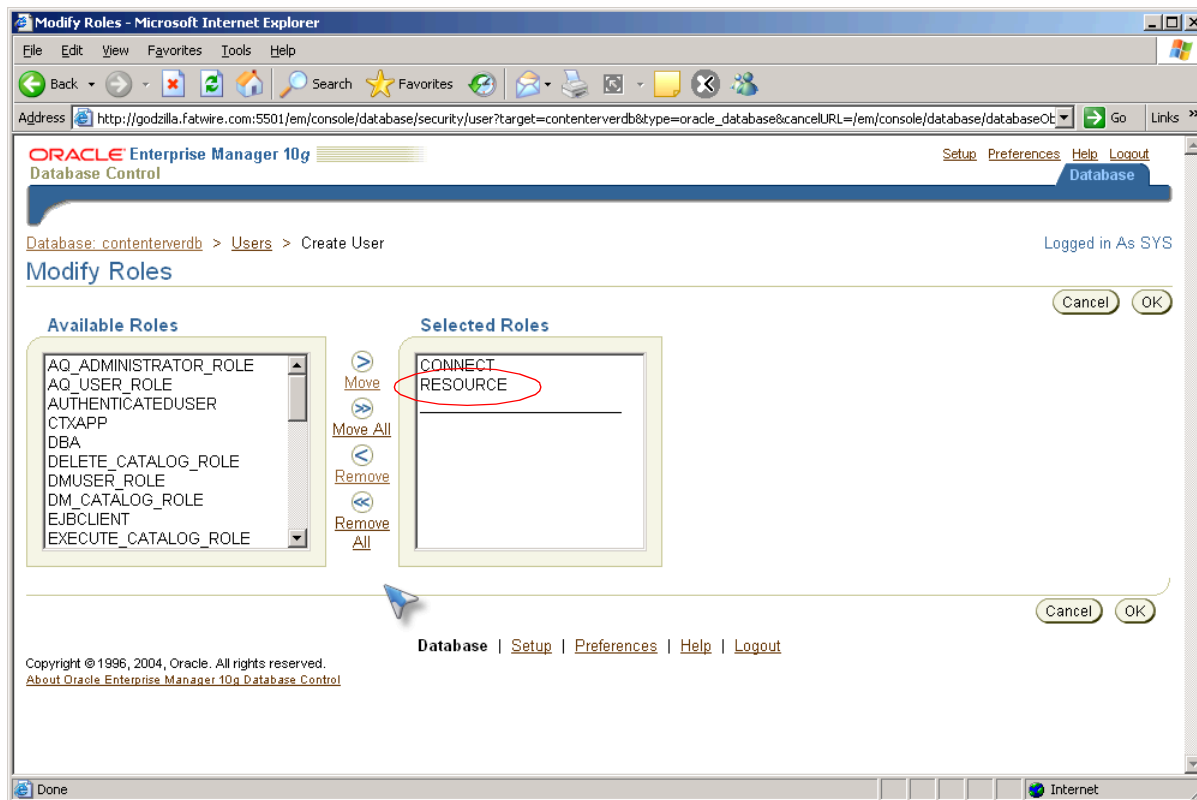 Modify Roles - Microsoft Internet Explorer
File Edit View Favorites Tools Help
Back Search Favorites
Address http://godzilla.fatwire.com:5501/em/console/database/security/user?target=contenterverdb&type=oracle_database&cancelURL=/em/console/database/databaseOb Go Links »
ORACLE Enterprise Manager 10g
Database Control
Setup Preferences Help Logout
Database
Database: contenterverdb > Users > Create User
Logged in As SYS
Modify Roles
Cancel OK
Available Roles
AQ_ADMINISTRATOR_ROLE
AQ_USER_ROLE
AUTHENTICATEDUSER
CTXAPP
DBA
DELETE_CATALOG_ROLE
DMUSER_ROLE
DM_CATALOG_ROLE
EJBCLIENT
EXECUTE_CATALOG_ROLE
Move
Move All
Remove
Remove
All
Selected Roles
CONNECT
RESOURCE
Cancel OK
Database | Setup | Preferences | Help | Logout
Copyright © 1996, 2004, Oracle. All rights reserved.
About Oracle Enterprise Manager 10g Database Control
Done
Internet